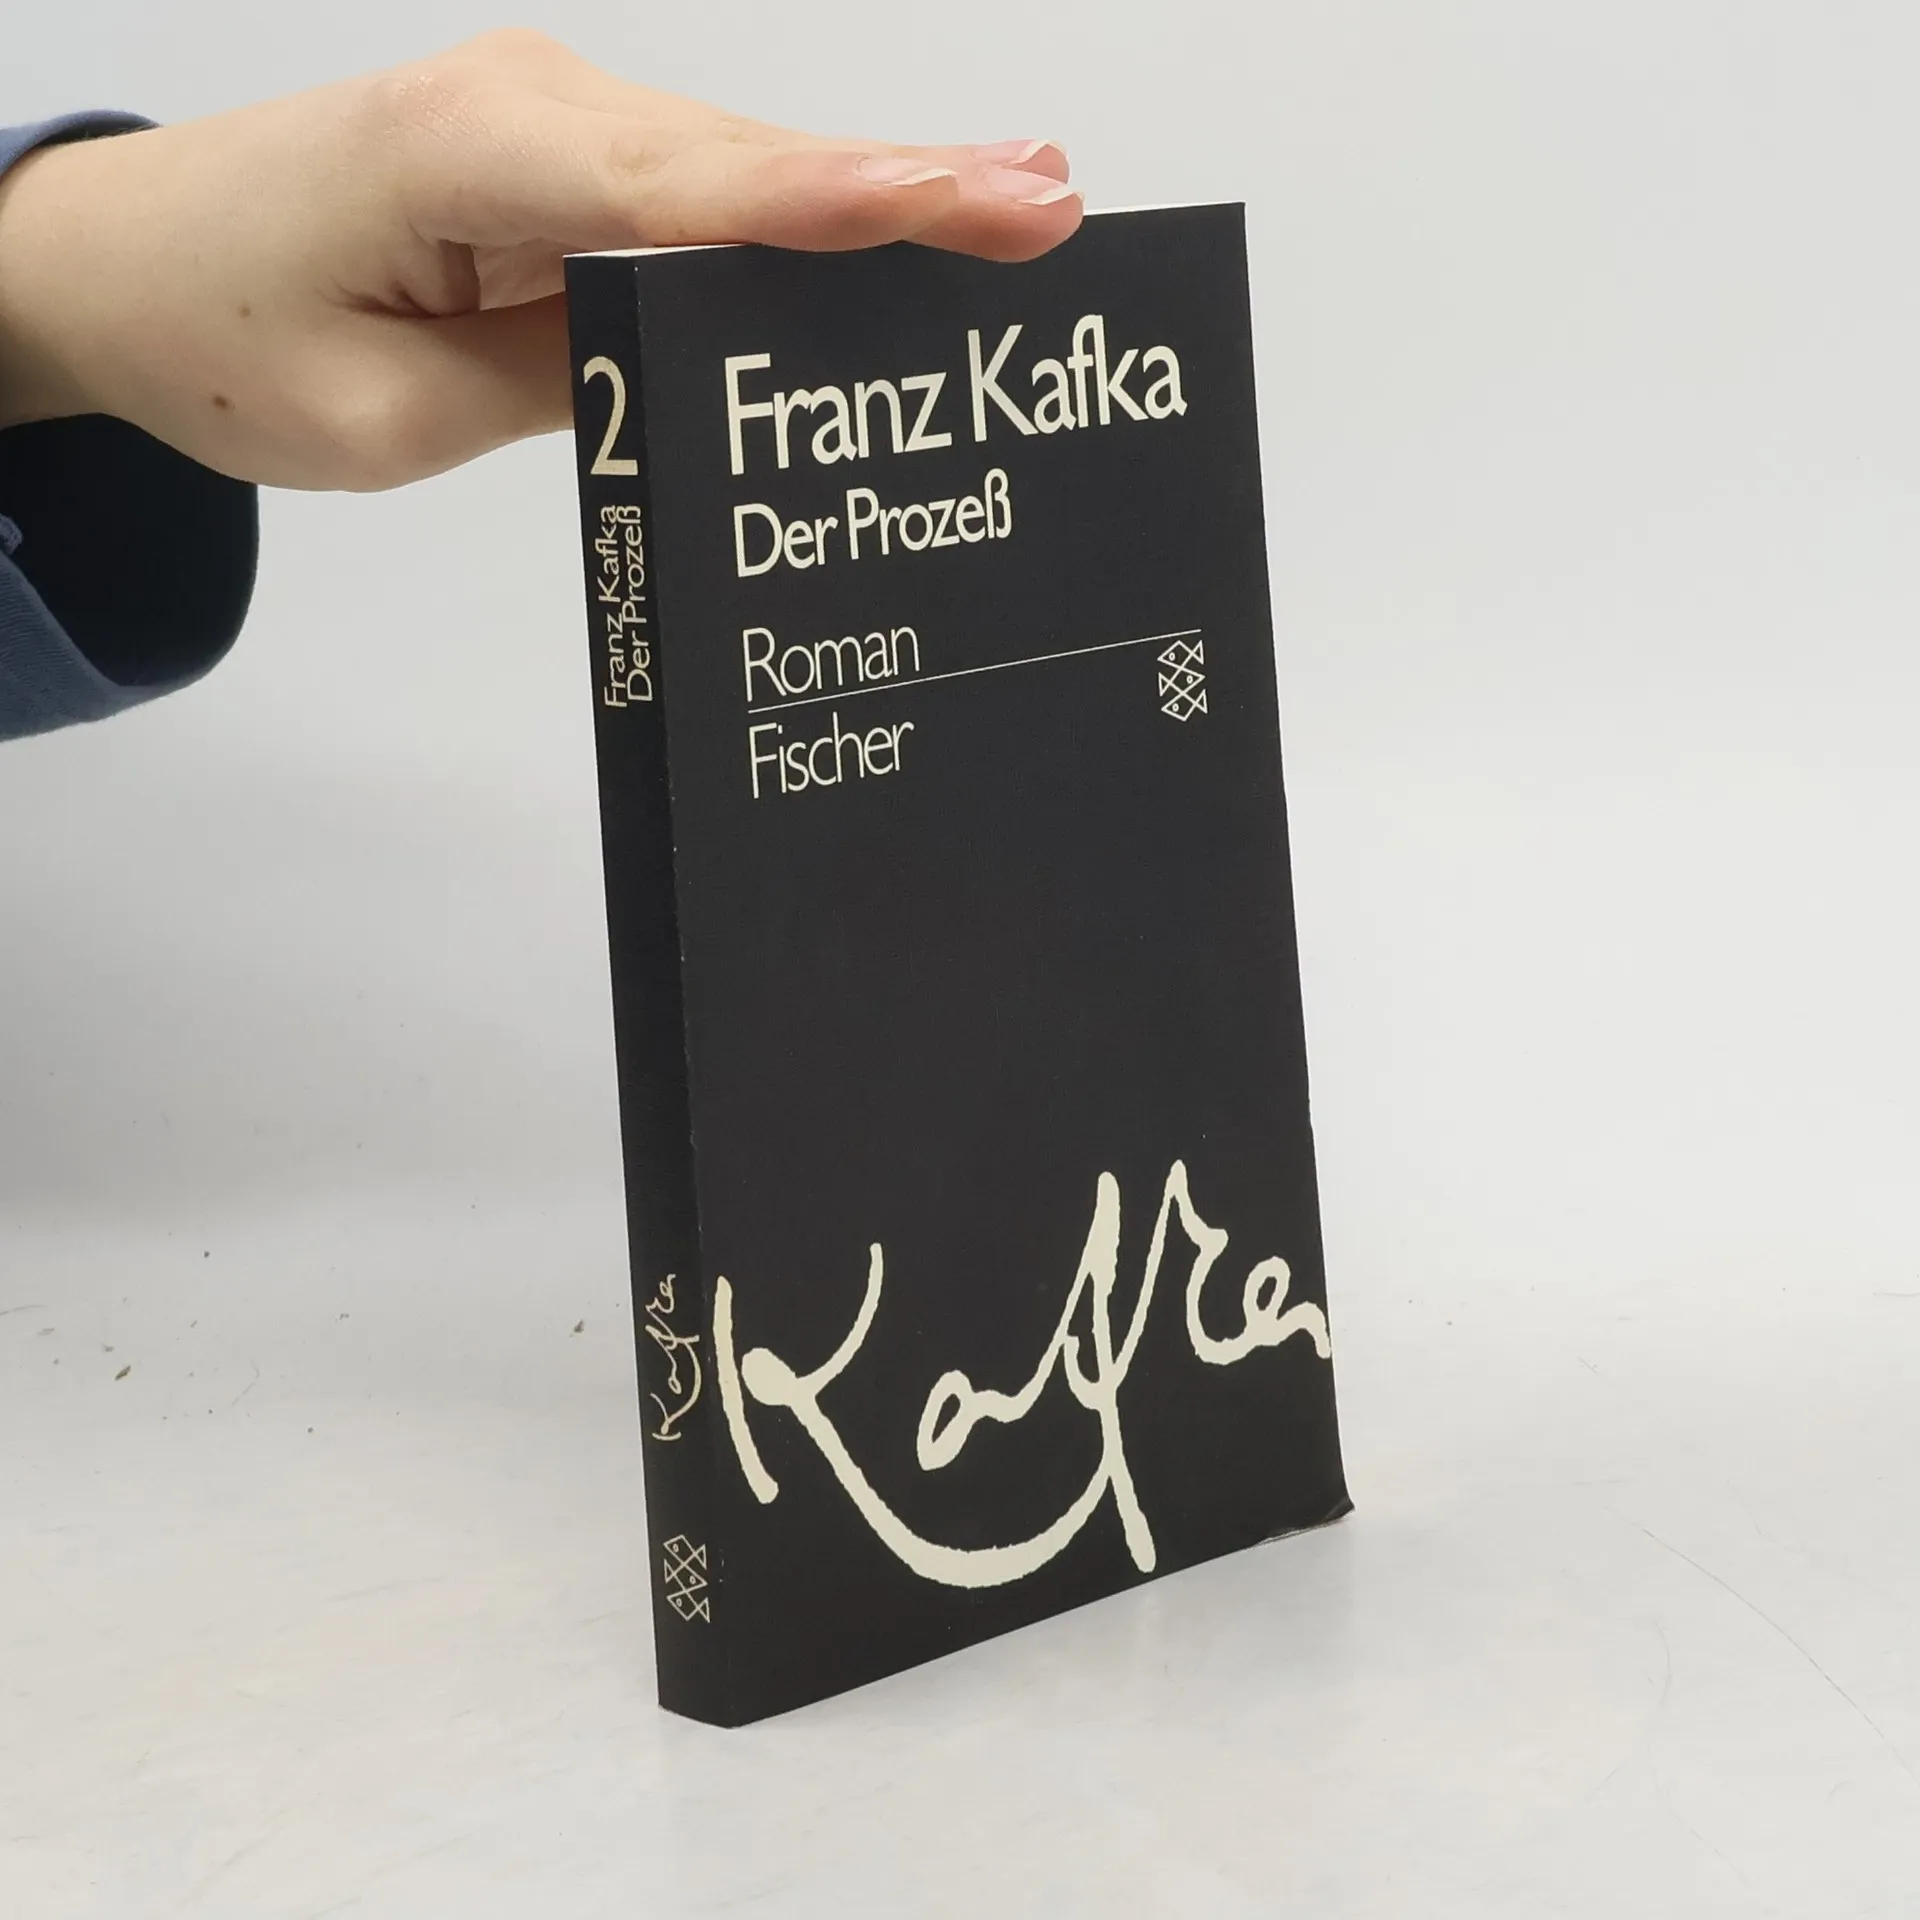 2
Franz Kafka
Der Prozeß
Kafka
Franz Kafka
Der Prozeß
Roman
Fischer
Kafka